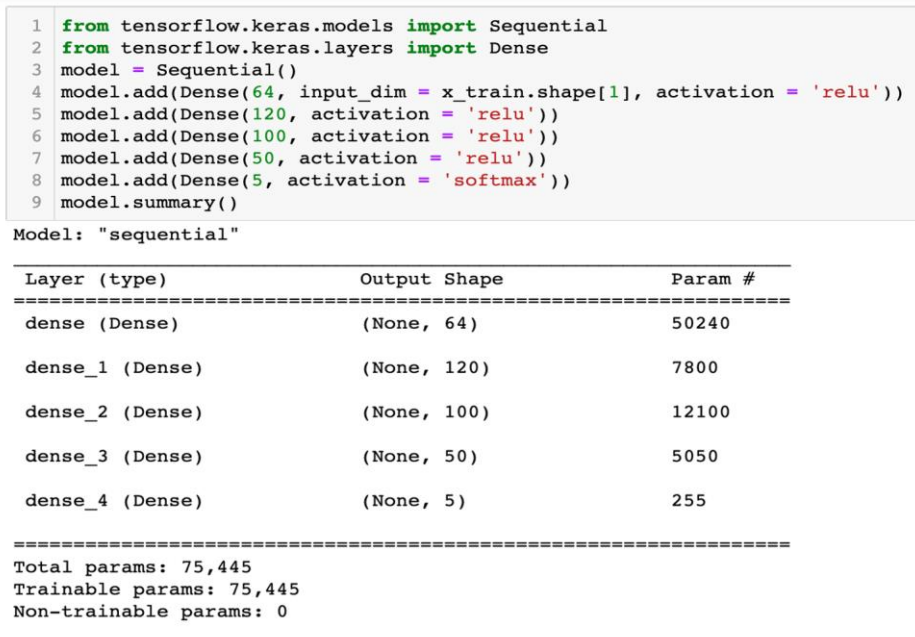 1 from tensorflow.keras.models import Sequential
2 from tensorflow.keras.layers import Dense
3 model = Sequential()
4 model.add(Dense(64, input_dim = x_train.shape[1], activation = 'relu'))
5 model.add(Dense(120, activation = 'relu'))
6 model.add(Dense(100, activation = 'relu'))
7 model.add(Dense(50, activation = 'relu'))
8 model.add(Dense(5, activation = 'softmax'))
9 model.summary()
Model: "sequential"
Layer (type) Output Shape Param #
dense (Dense) (None, 64) 50240
dense_1 (Dense) (None, 120) 7800
dense_2 (Dense) (None, 100) 12100
dense_3 (Dense) (None, 50) 5050
dense_4 (Dense) (None, 5) 255
Total params: 75,445
Trainable params: 75,445
Non-trainable params: 0